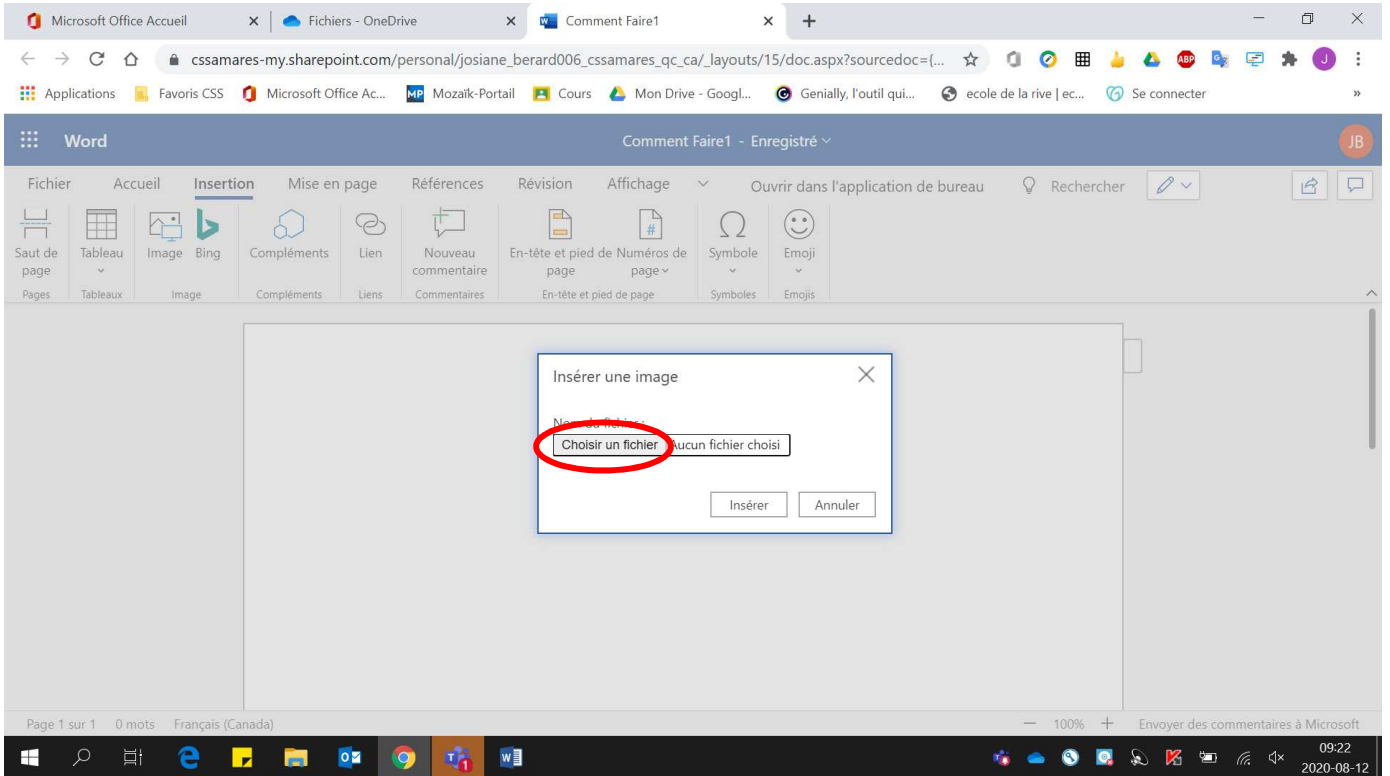 Microsoft Office Accueil
Fichiers - OneDrive
Comment Faire1
cssamares-my.sharepoint.com/personal/josiane_berard006_cssamares_qc_ca/_layouts/15/doc.aspx?sourcedoc={...
ABP
J
Applications Favoris CSS Microsoft Office Ac... MP Mozaïk-Portail Cours Mon Drive - Googl... Genially, l'outil qui... ecole de la rive | ec... Se connecter »
Word
Comment Faire1 - Enregistré
JB
Fichier Accueil Insertion Mise en page Références Révision Affichage Ouvrir dans l'application de bureau Rechercher
Saut de page
Tableau
Image
Bing
Compléments
Lien
Nouveau commentaire
En-tête et pied de page
Numéros de page
Symbole
Emoji
Pages Tableaux Image Compléments Liens Commentaires En-tête et pied de page Symboles Emojis
Insérer une image
Nom du fichier :
Choisir un fichier Aucun fichier choisi
Insérer Annuler
Page 1 sur 1 0 mots Français (Canada)
100% Envoyer des commentaires à Microsoft
09:22
2020-08-12